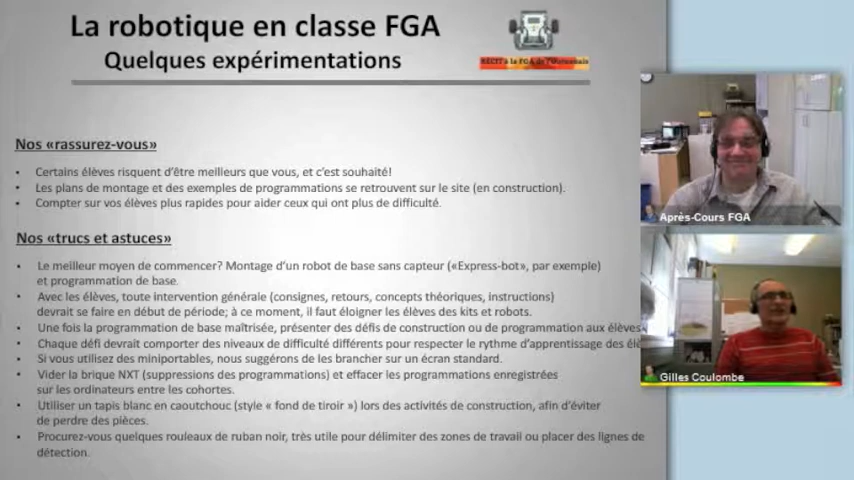 La robotique en classe FGA
Quelques expérimentations
RÉCIT à la FGA de l'Outaouais
Nos «rassurez-vous»
• Certains élèves risquent d'être meilleurs que vous, et c'est souhaité!
• Les plans de montage et des exemples de programmations se retrouvent sur le site (en construction).
• Compter sur vos élèves plus rapides pour aider ceux qui ont plus de difficulté.
Nos «trucs et astuces»
• Le meilleur moyen de commencer? Montage d'un robot de base sans capteur («Express-bot», par exemple)
et programmation de base.
• Avec les élèves, toute intervention générale (consignes, retours, concepts théoriques, instructions)
devrait se faire en début de période; à ce moment, il faut éloigner les élèves des kits et robots.
• Une fois la programmation de base maîtrisée, présenter des défis de construction ou de programmation aux élèves
• Chaque défi devrait comporter des niveaux de difficulté différents pour respecter le rythme d'apprentissage des élè
• Si vous utilisez des miniportables, nous suggérons de les brancher sur un écran standard.
• Vider la brique NXT (suppressions des programmations) et effacer les programmations enregistrées
sur les ordinateurs entre les cohortes.
• Utiliser un tapis blanc en caoutchouc (style « fond de tiroir ») lors des activités de construction, afin d'éviter
de perdre des pièces.
• Procurez-vous quelques rouleaux de ruban noir, très utile pour délimiter des zones de travail ou placer des lignes de
détection.
Après-Cours FGA
Gilles Coulombe